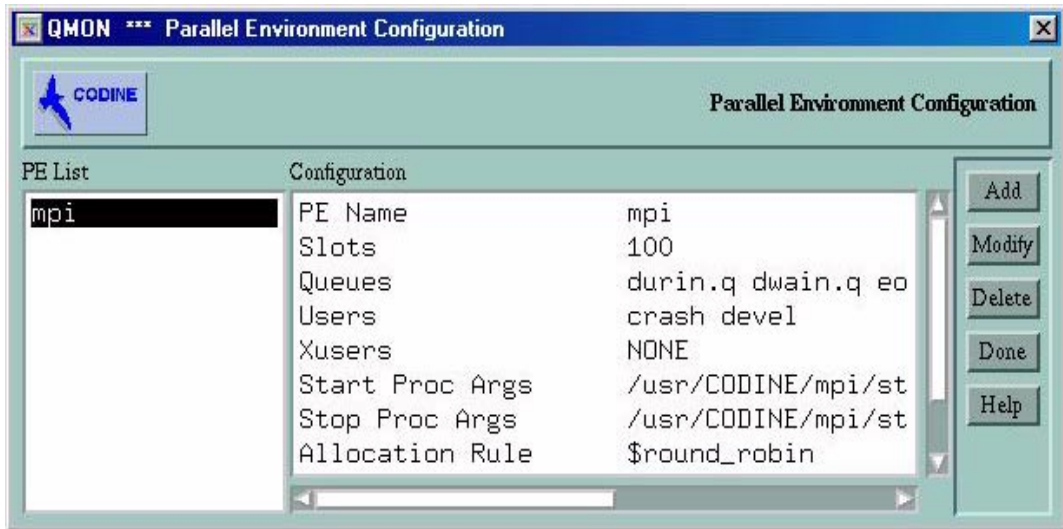 QMON *** Parallel Environment Configuration
CODINE
Parallel Environment Configuration
PE List
mpi
Configuration
PE Name mpi
Slots 100
Queues durin.q dwain.q eo
Users crash devel
Xusers NONE
Start Proc Args /usr/CODINE/mpi/st
Stop Proc Args /usr/CODINE/mpi/st
Allocation Rule $round_robin
Add
Modify
Delete
Done
Help